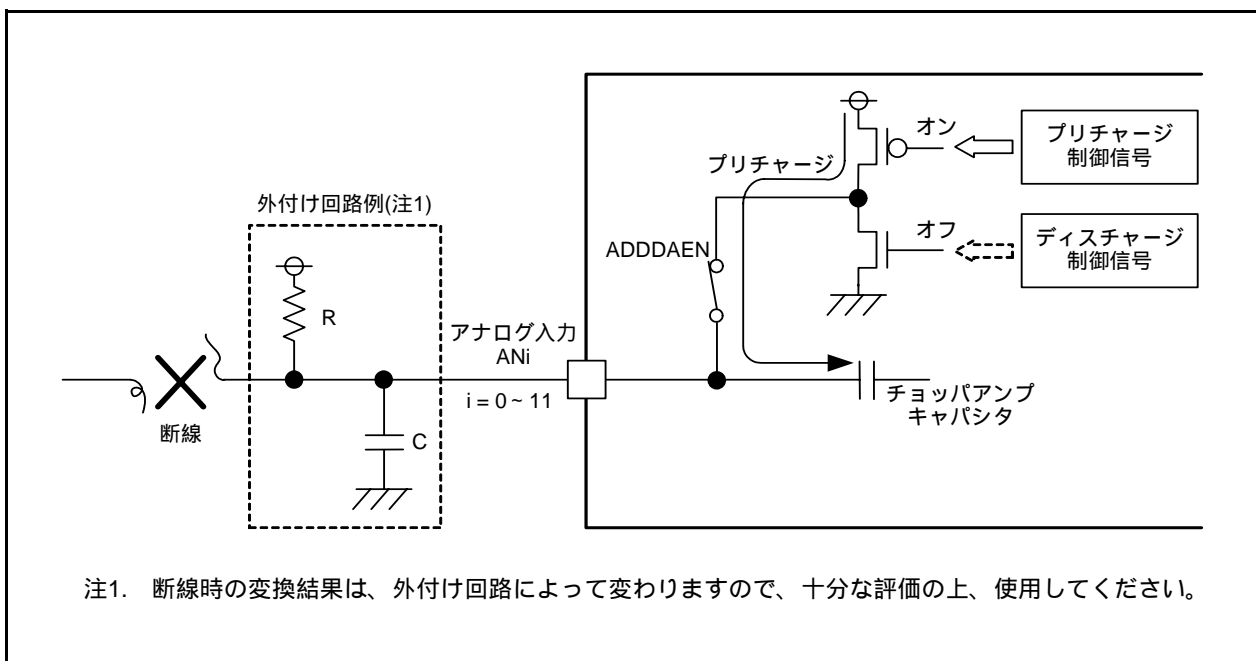 オン
プリチャージ
制御信号
プリチャージ
外付け回路例(注1)
オフ
ディスチャージ
制御信号
ADDDAEN
R
アナログ入力
ANi
i = 0 ~ 11
チョッパアンプ
キャパシタ
断線
C
注1. 断線時の変換結果は、外付け回路によって変わりますので、十分な評価の上、使用してください。